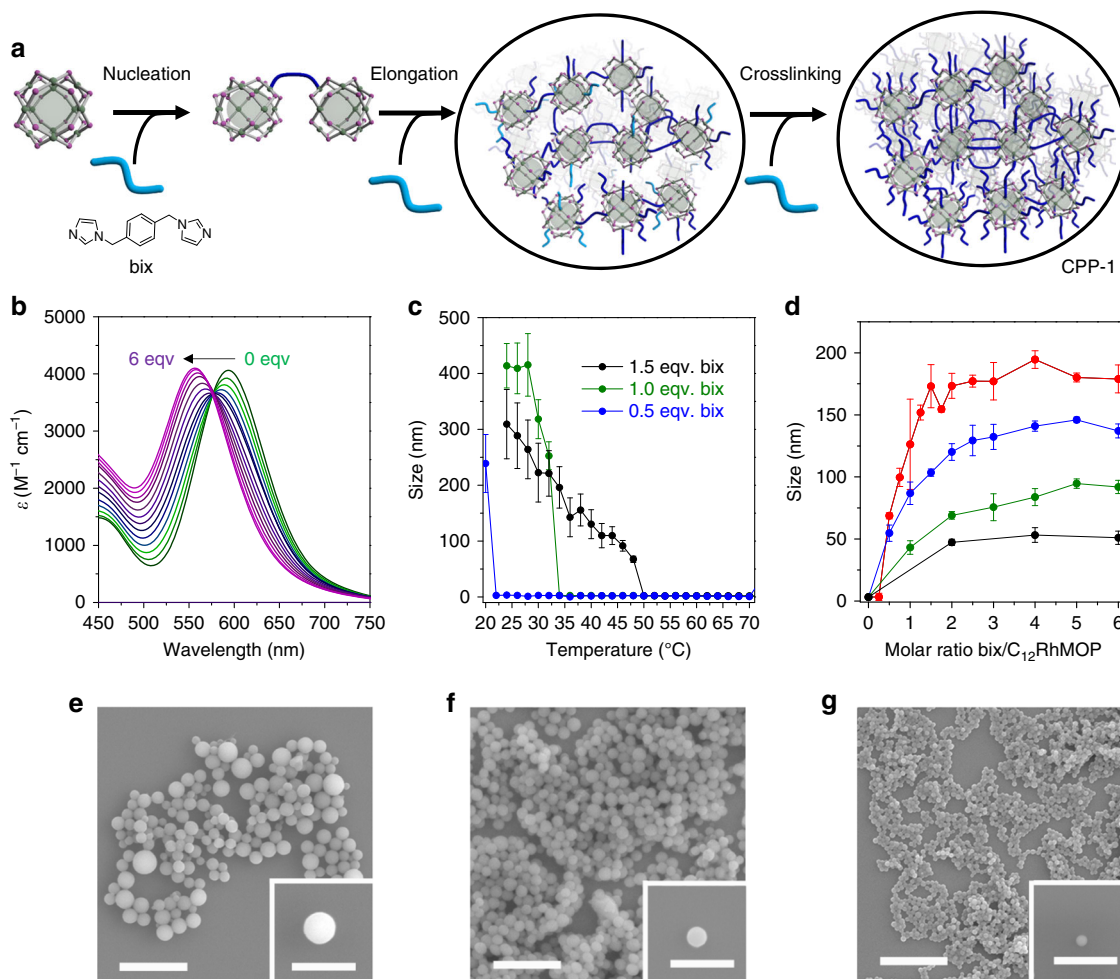 a
Nucleation
Elongation
Crosslinking
N
N
N
N
bix
CPP-1
b
5000
4000
3000
2000
1000
0
6 eqv
0 eqv
ε (M⁻¹ cm⁻¹)
450 500 550 600 650 700 750
Wavelength (nm)
c
500
400
300
200
100
0
1.5 eqv. bix
1.0 eqv. bix
0.5 eqv. bix
Size (nm)
20 25 30 35 40 45 50 55 60 65 70
Temperature (°C)
d
200
150
100
50
0
Size (nm)
0 1 2 3 4 5 6
Molar ratio bix/C₁₂RhMOP
e
f
g